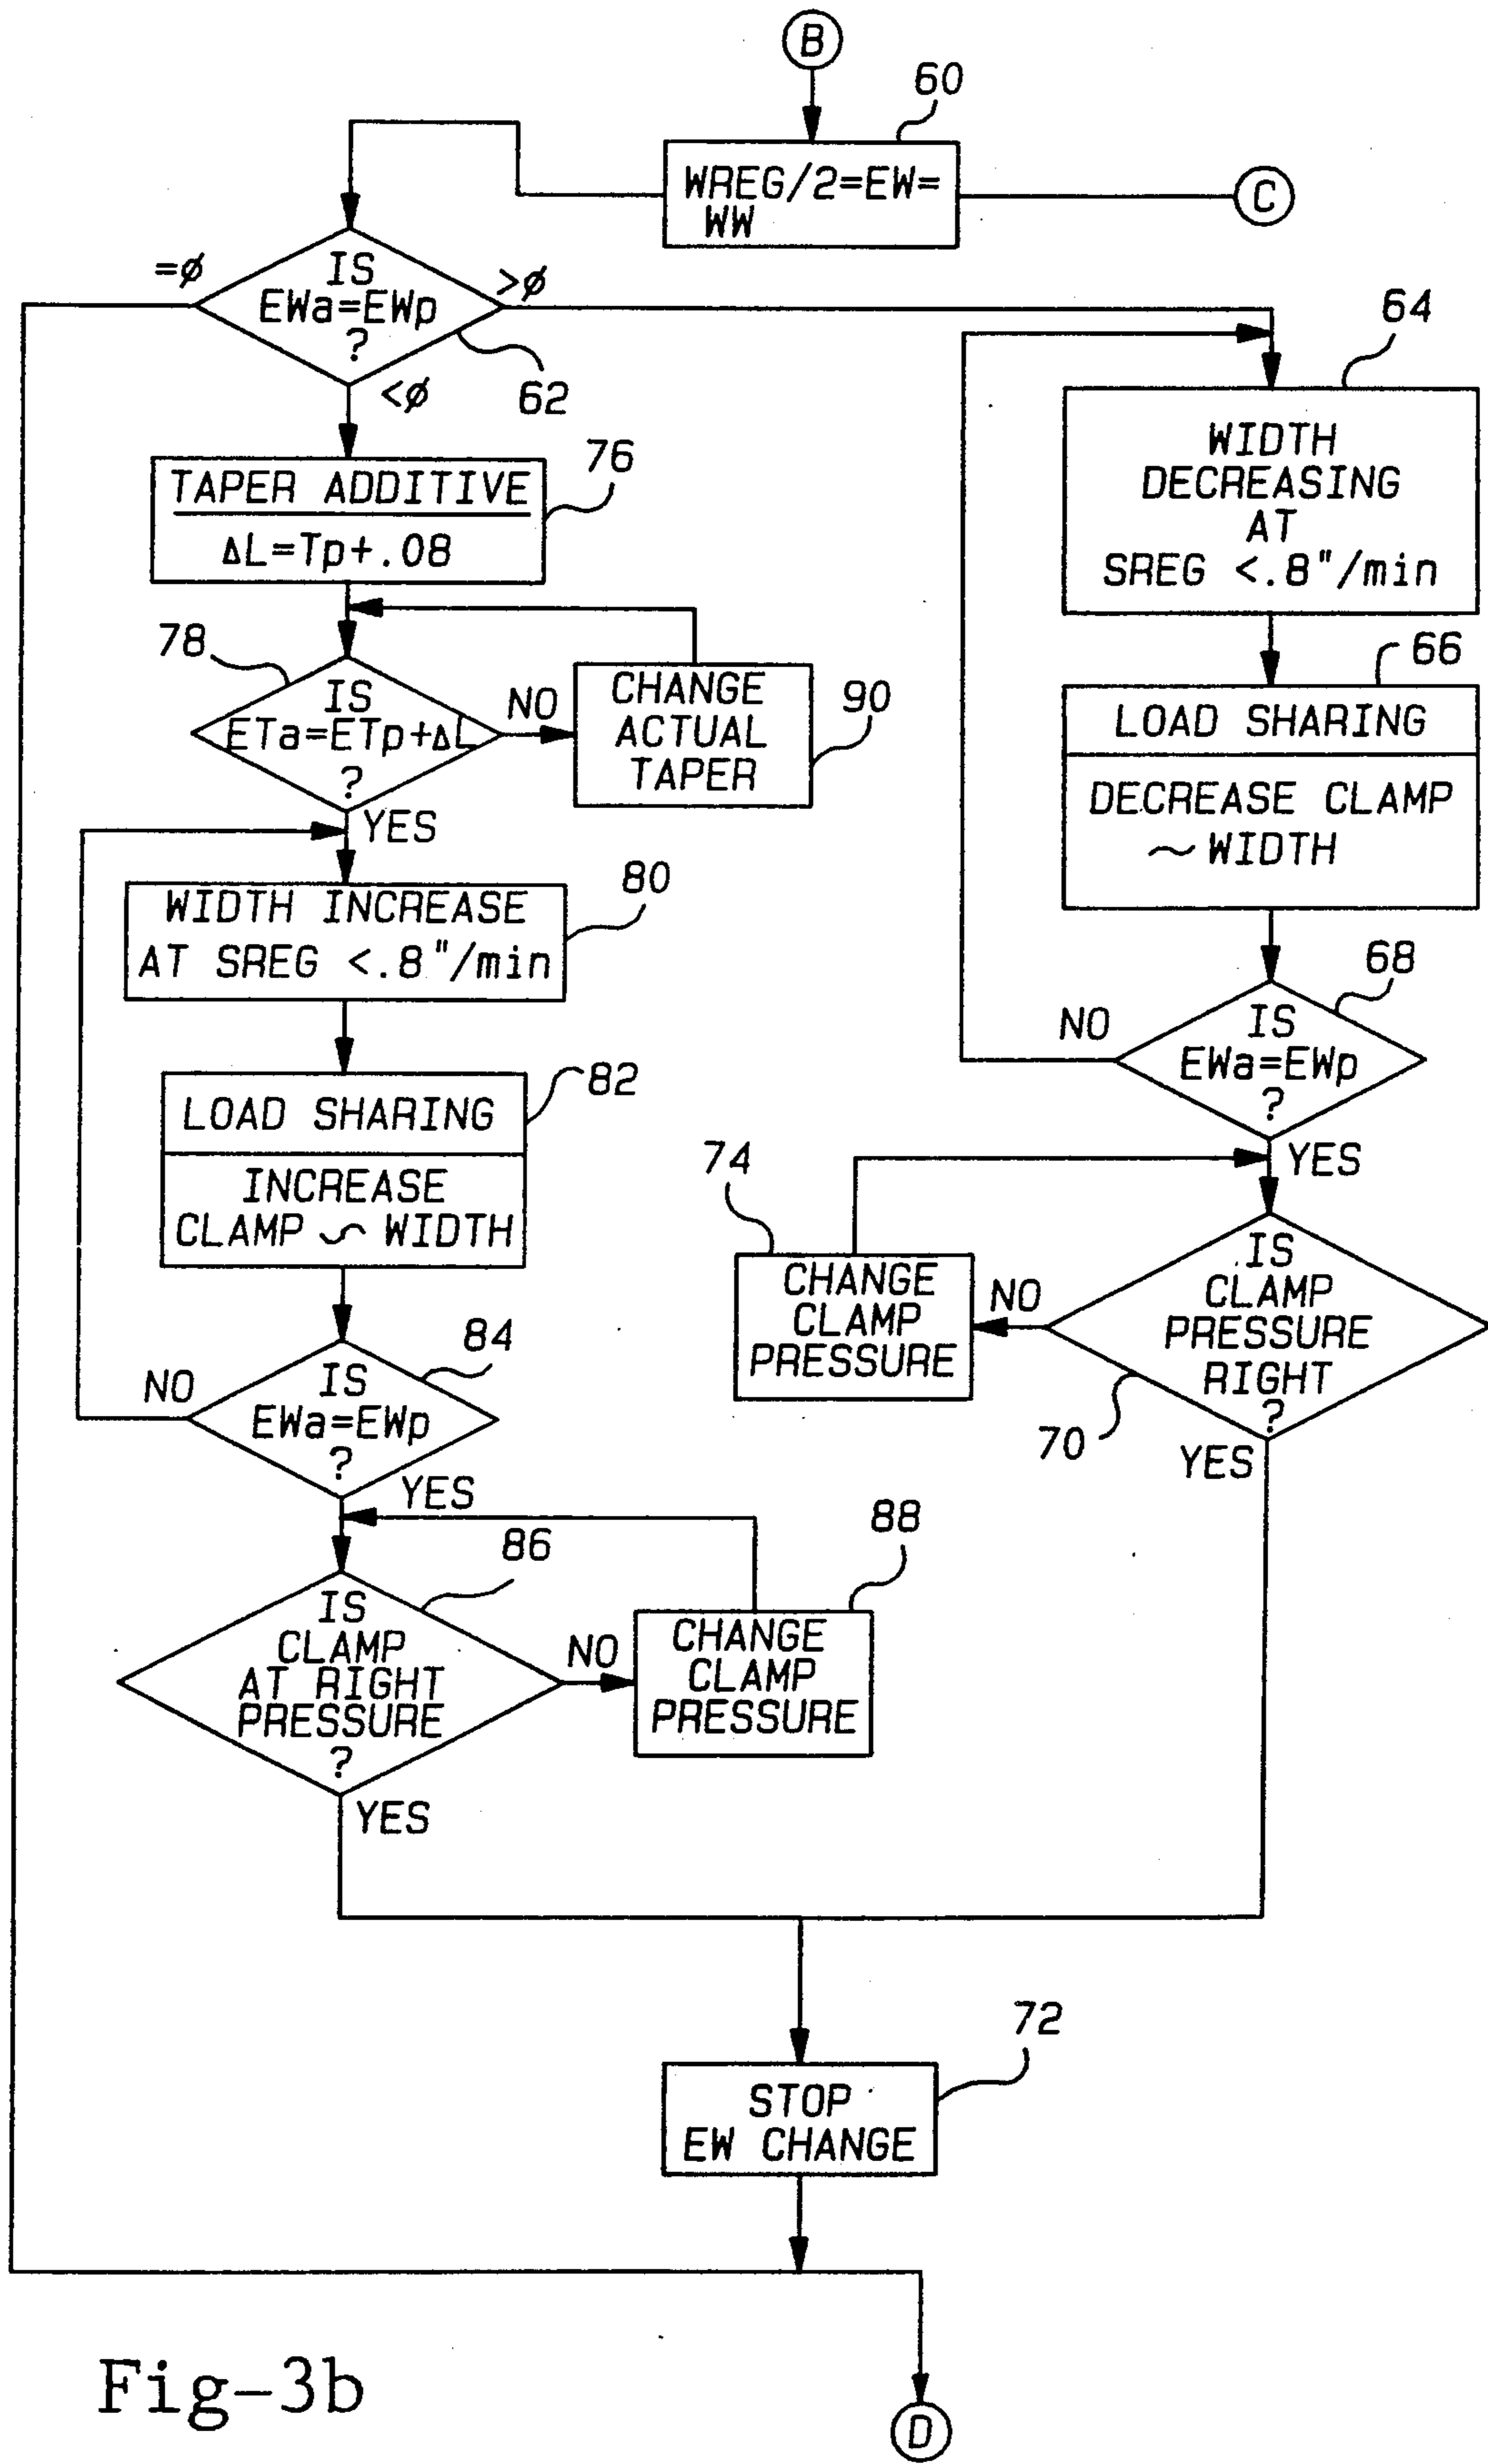 B
60
WREG/2=EW=
WW
C
=ø
IS
EWa=EWp
?
>ø
<ø
62
64
WIDTH
DECREASING
AT
SREG <.8"/min
TAPER ADDITIVE
ΔL=Tp+.08
76
78
IS
ETa=ETp+ΔL
?
NO
CHANGE
ACTUAL
TAPER
90
YES
66
LOAD SHARING
DECREASE CLAMP
~ WIDTH
WIDTH INCREASE
AT SREG <.8"/min
80
68
NO
IS
EWa=EWp
?
YES
LOAD SHARING
INCREASE
CLAMP ~ WIDTH
82
74
CHANGE
CLAMP
PRESSURE
NO
IS
CLAMP
PRESSURE
RIGHT
?
70
YES
84
NO
IS
EWa=EWp
?
YES
86
IS
CLAMP
AT RIGHT
PRESSURE
?
NO
88
CHANGE
CLAMP
PRESSURE
YES
72
STOP
EW CHANGE
D
Fig-3b